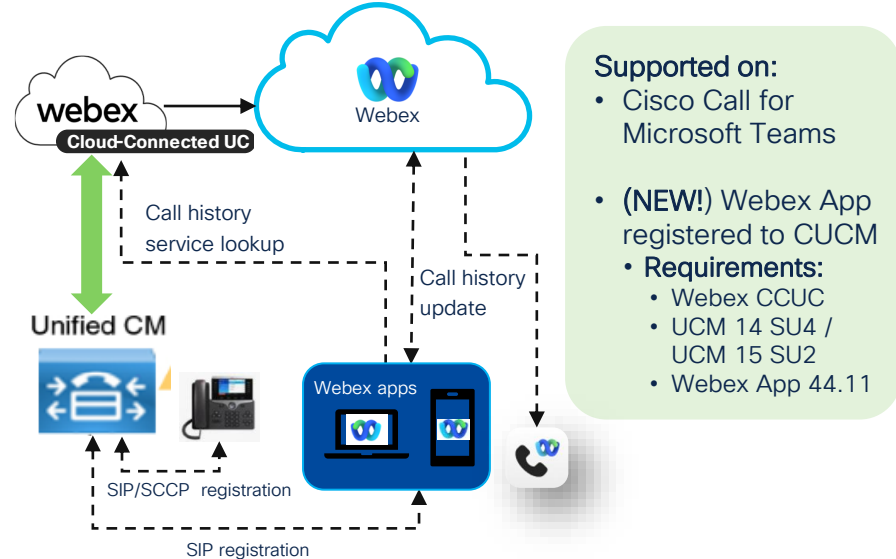 webex
Cloud-Connected UC
Webex
Call history
service lookup
Call history
update
Unified CM
Webex apps
SIP/SCCP registration
SIP registration
Supported on:
• Cisco Call for
Microsoft Teams
• (NEW!) Webex App
registered to CUCM
• Requirements:
• Webex CCUC
• UCM 14 SU4 /
UCM 15 SU2
• Webex App 44.11